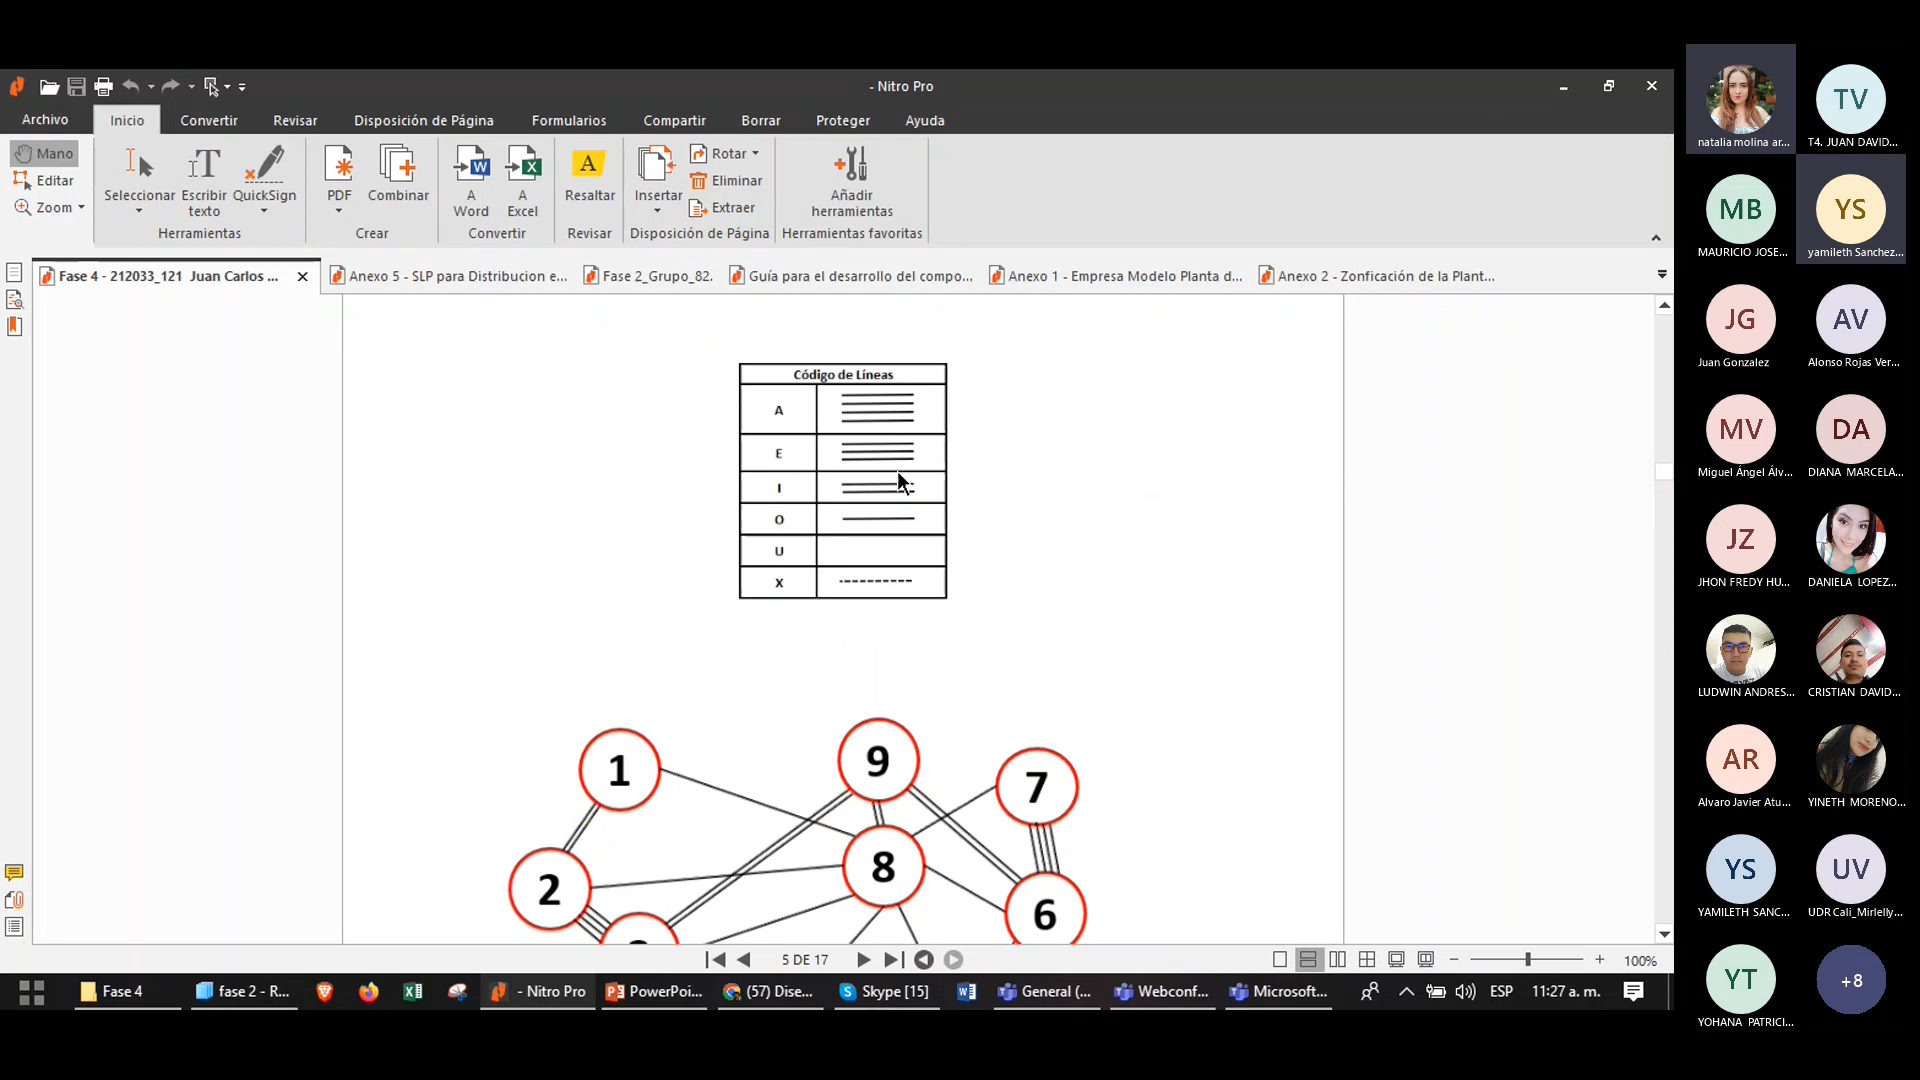 - Nitro Pro
Archivo
Inicio
Convertir
Revisar
Disposición de Página
Formularios
Compartir
Borrar
Proteger
Ayuda
Mano
Editar
Zoom
Seleccionar
Escribir
texto
QuickSign
Herramientas
PDF
Combinar
Crear
A
Word
A
Excel
Convertir
A
Resaltar
Revisar
Insertar
Rotar
Eliminar
Extraer
Disposición de Página
Añadir
herramientas
Herramientas favoritas
Fase 4 - 212033_121 Juan Carlos ...
Anexo 5 - SLP para Distribucion e...
Fase 2_Grupo_82.
Guía para el desarrollo del compo...
Anexo 1 - Empresa Modelo Planta d...
Anexo 2 - Zonficación de la Plant...
Código de Líneas
A
E
I
O
U
X
1
9
7
8
2
6
5 DE 17
100%
Fase 4
fase 2 - R...
- Nitro Pro
PowerPoi...
(57) Dise...
Skype [15]
General (...
Webconf...
Microsoft...
ESP
11:27 a. m.
natalia molina ar...
TV
T4. JUAN DAVID...
MB
MAURICIO JOSE...
YS
yamileth Sanchez...
JG
Juan Gonzalez
AV
Alonso Rojas Ver...
MV
Miguel Ángel Álv...
DA
DIANA MARCELA...
JZ
JHON FREDY HU...
DANIELA LOPEZ...
LUDWIN ANDRES...
CRISTIAN DAVID...
AR
Alvaro Javier Atu...
YINETH MORENO...
YS
YAMILETH SANC...
UV
UDR Cali_Mirlelly...
YT
YOHANA PATRICI...
+8